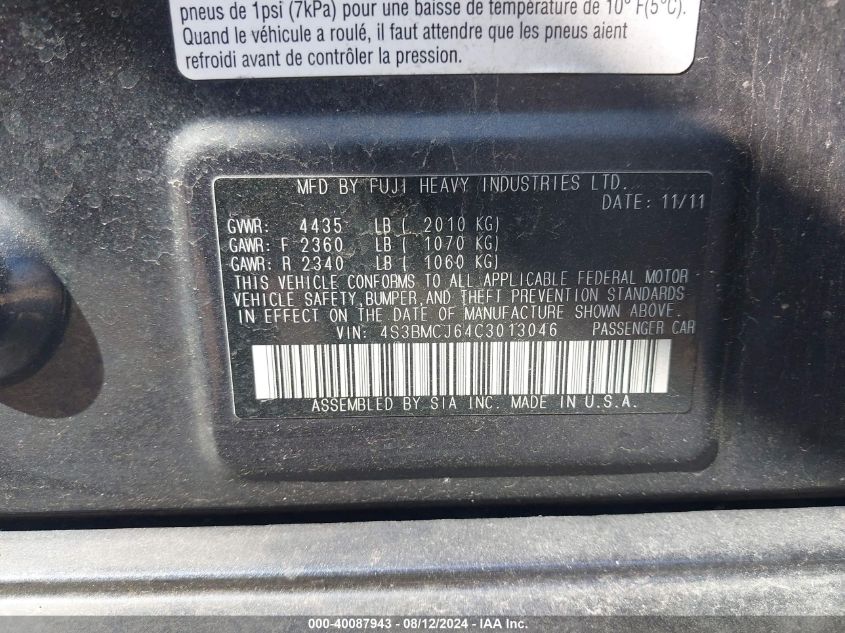 pneus de 1psi (7kPa) pour une baisse de température de 10° F(5°C).
Quand le véhicule a roulé, il faut attendre que les pneus aient
refroidi avant de contrôler la pression.
MFD BY FUJI HEAVY INDUSTRIES LTD.
DATE: 11/11
GVWR: 4435 LB ( 2010 KG)
GAWR: F 2360 LB ( 1070 KG)
GAWR: R 2340 LB ( 1060 KG)
THIS VEHICLE CONFORMS TO ALL APPLICABLE FEDERAL MOTOR
VEHICLE SAFETY, BUMPER, AND THEFT PREVENTION STANDARDS
IN EFFECT ON THE DATE OF MANUFACTURE SHOWN ABOVE.
VIN: 4S3BMCJ64C3013046 PASSENGER CAR
ASSEMBLED BY SIA INC. MADE IN U.S.A.
000-40087943 - 08/12/2024 - IAA Inc.